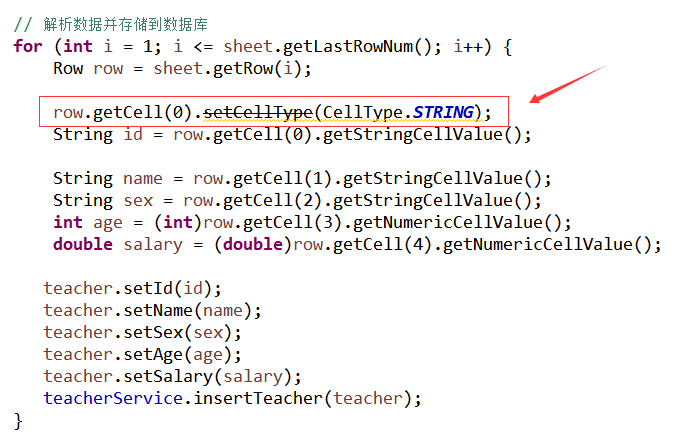 // 解析数据并存储到数据库
for (int i = 1; i <= sheet.getLastRowNum(); i++) {
Row row = sheet.getRow(i);
row.getCell(0).setCellType(CellType.STRING);
String id = row.getCell(0).getStringCellValue();
String name = row.getCell(1).getStringCellValue();
String sex = row.getCell(2).getStringCellValue();
int age = (int)row.getCell(3).getNumericCellValue();
double salary = (double)row.getCell(4).getNumericCellValue();
teacher.setId(id);
teacher.setName(name);
teacher.setSex(sex);
teacher.setAge(age);
teacher.setSalary(salary);
teacherService.insertTeacher(teacher);
}